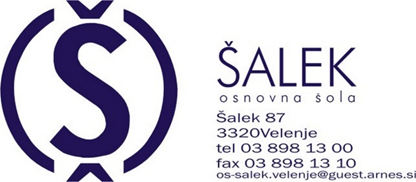 Š
ŠALEK
osnovna šola
Šalek 87
3320Velenje
tel 03 898 13 00
fax 03 898 13 10
os-salek.velenje@guest.arnes.si